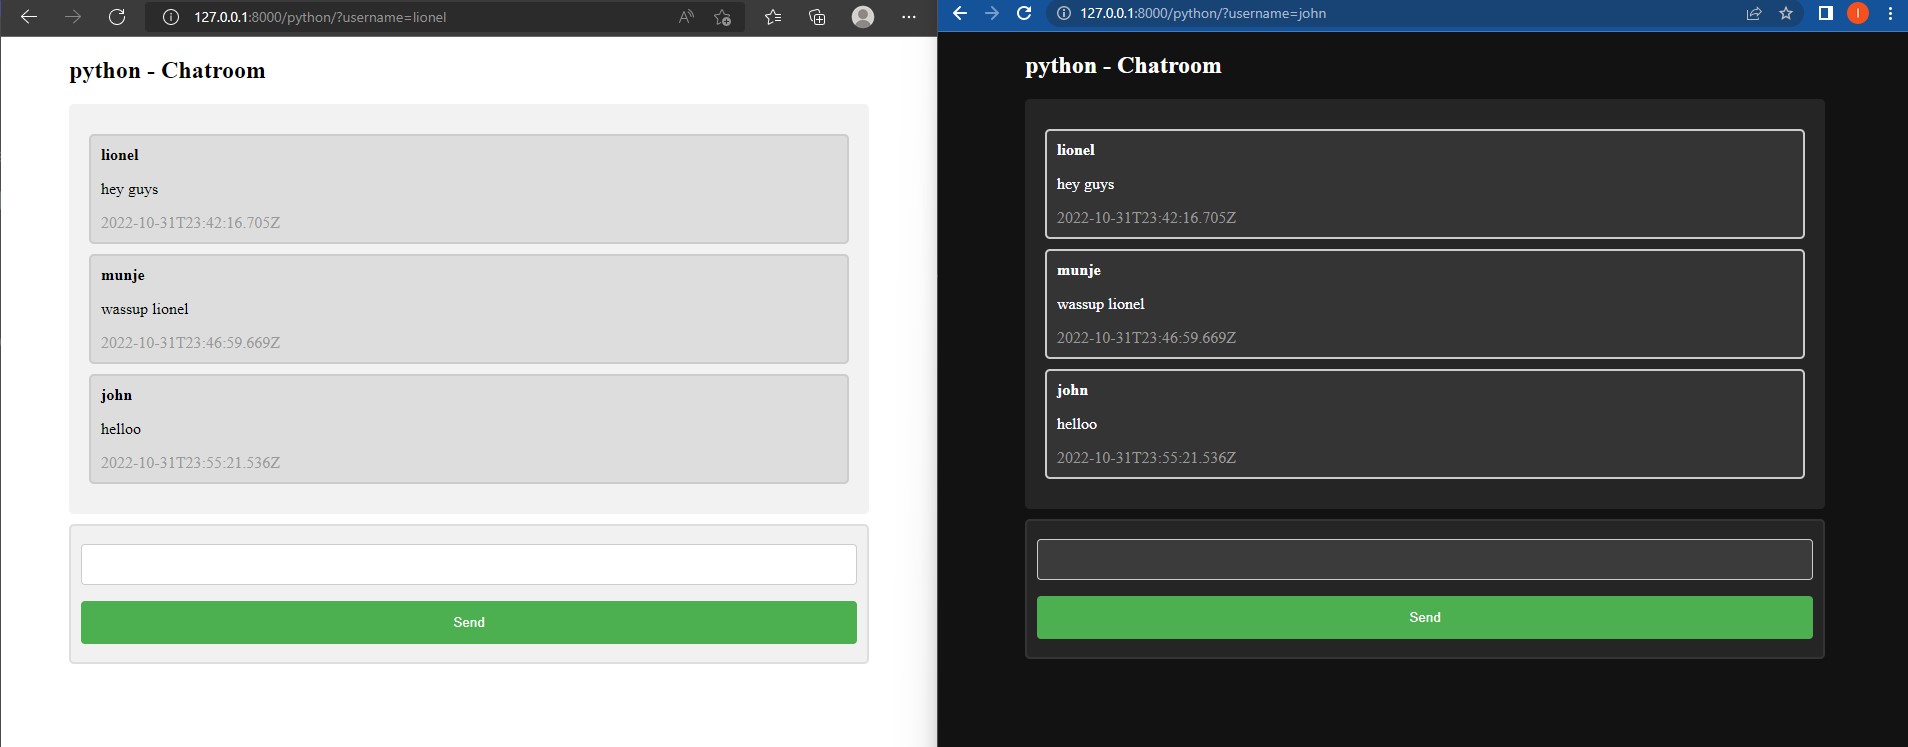 127.0.0.1:8000/python/?username=lionel
python - Chatroom
lionel
hey guys
2022-10-31T23:42:16.705Z
munje
wassup lionel
2022-10-31T23:46:59.669Z
john
helloo
2022-10-31T23:55:21.536Z
Send
127.0.0.1:8000/python/?username=john
I
python - Chatroom
lionel
hey guys
2022-10-31T23:42:16.705Z
munje
wassup lionel
2022-10-31T23:46:59.669Z
john
helloo
2022-10-31T23:55:21.536Z
Send